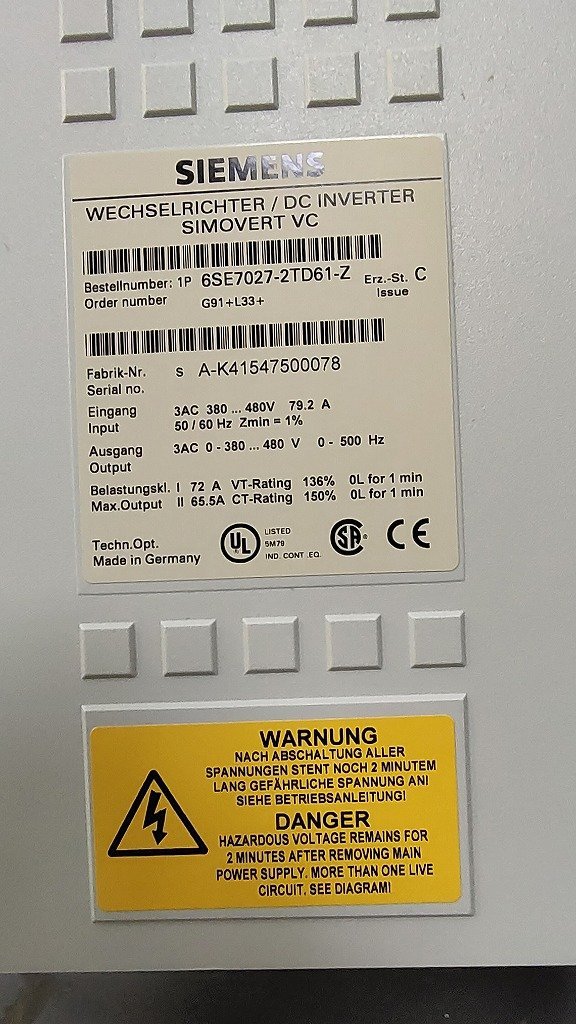 SIEMENS
WECHSELRICHTER / DC INVERTER
SIMOVERT VC
Bestellnumber: 1P 6SE7027-2TD61-Z Erz.-St. C
Order number G91+L33+ Issue
Fabrik-Nr. S A-K41547500078
Serial no.
Eingang 3AC 380 ... 480V 79.2 A
Input 50 / 60 Hz Zmin = 1%
Ausgang 3AC 0 - 380 ... 480 V 0 - 500 Hz
Output
Belastungskl. I 72 A VT-Rating 136% 0L for 1 min
Max.Output II 65.5A CT-Rating 150% 0L for 1 min
Techn.Opt.
Made in Germany
UL LISTED
5M79
IND. CONT .EQ.
SA
CE
WARNUNG
NACH ABSCHALTUNG ALLER
SPANNUNGEN STENT NOCH 2 MINUTEM
LANG GEFÄHRLICHE SPANNUNG ANI
SIEHE BETRIEBSANLEITUNG!
DANGER
HAZARDOUS VOLTAGE REMAINS FOR
2 MINUTES AFTER REMOVING MAIN
POWER SUPPLY. MORE THAN ONE LIVE
CIRCUIT. SEE DIAGRAM!